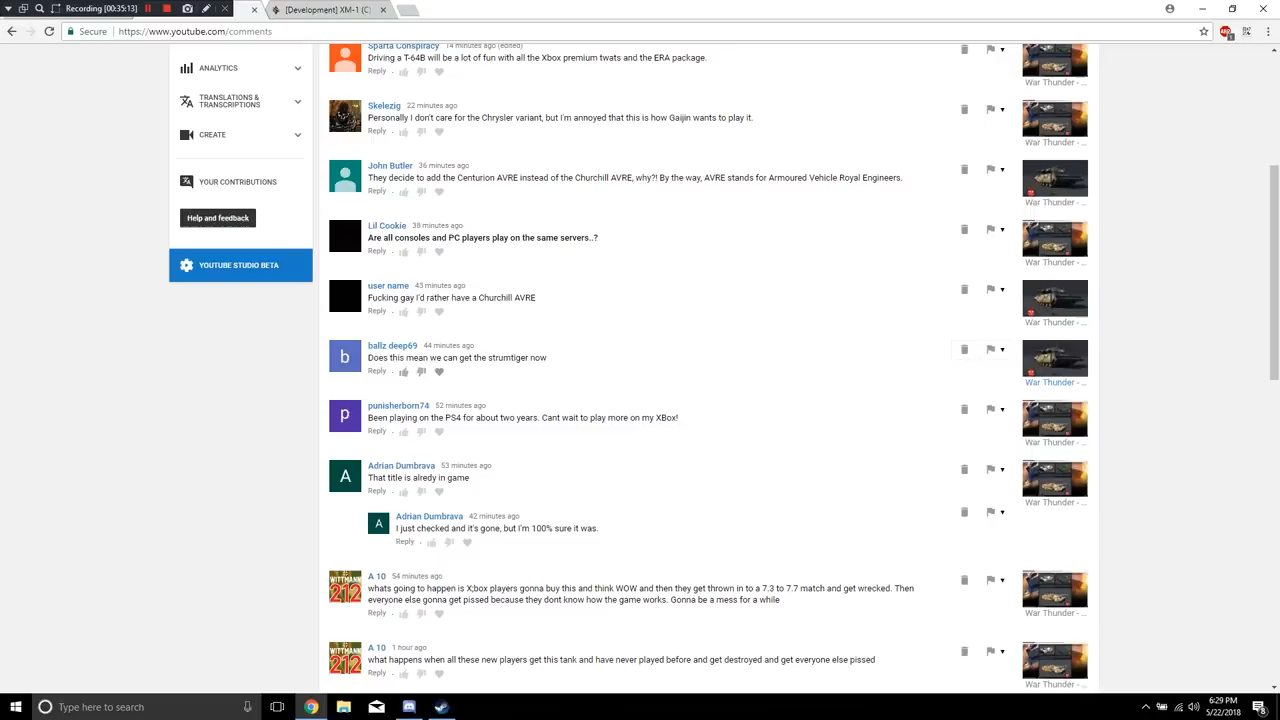 Recording [00:35:13]
[Development] XM-1 (C
Secure
https://www.youtube.com/comments
ANALYTICS
TRANSLATIONS &
TRANSCRIPTIONS
CREATE
YOUR CONTRIBUTIONS
Help and feedback
YOUTUBE STUDIO BETA
Sparta Conspiracy 14 minutes ago (edited)
Driving a T-64B will be a lot of fun with all the Xbox premium twats and the ERA package.
Reply
War Thunder - ...
Skelezig 22 minutes ago
Personally I don't care for the Chrysler variant, but I'm annoyed that this is how Gaijin wants to play it.
Reply
War Thunder - ...
John Butler 36 minutes ago
They decide to add the Centurion AVRE instead of the Churchill AVRE, why?! By the way, AVRE stands for Armoured Vehicle Royal Engineers.
Reply
War Thunder - ...
Lil Cookie 38 minutes ago
Are all consoles and PC players play on the same servers..?
Reply
War Thunder - ...
user name 43 minutes ago
Fucking gay I'd rather have a Churchill AVRE
Reply
War Thunder - ...
b
ballz deep69 44 minutes ago
Does this mean we can get the strumtiger now
Reply
War Thunder - ...
p
punisherborn74 52 minutes ago
Been playing on the PS4 for about two years. Cant wait to play more on my XBox!
Reply
War Thunder - ...
A
Adrian Dumbrava 53 minutes ago
That title is alredy in game
Reply
War Thunder - ...
A
Adrian Dumbrava 42 minutes ago
I just checked and it's gone, but I'm 100% sure it was.
Reply
WITTMANN
212
A 10 54 minutes ago
whats going to happen is X;box players gonna buy this and think WOW and then they get thrown in to a 7.3 to 7.7 match and get wrecked. Then
everyone else gonna get pissed because they dont know how the game works. Gonna be a mess for a while
Reply
War Thunder - ...
WITTMANN
212
A 10 1 hour ago
what happens when all these new players get this tank and have never played before and get destroyed again everyone else pissed
Reply
War Thunder - ...
Type here to search
6:29 PM
5/22/2018